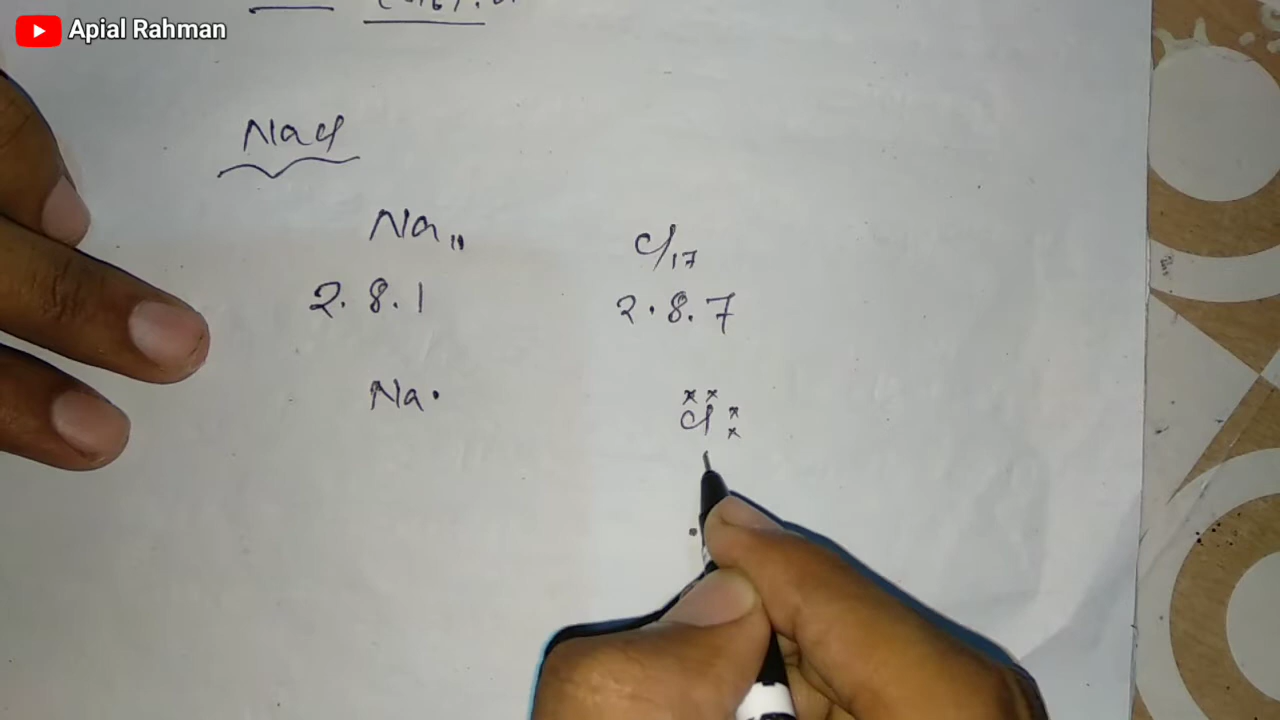 Apial Rahman
NaCl
Na₁₁ Cl₁₇
2.8.1 2.8.7
Na• Cl